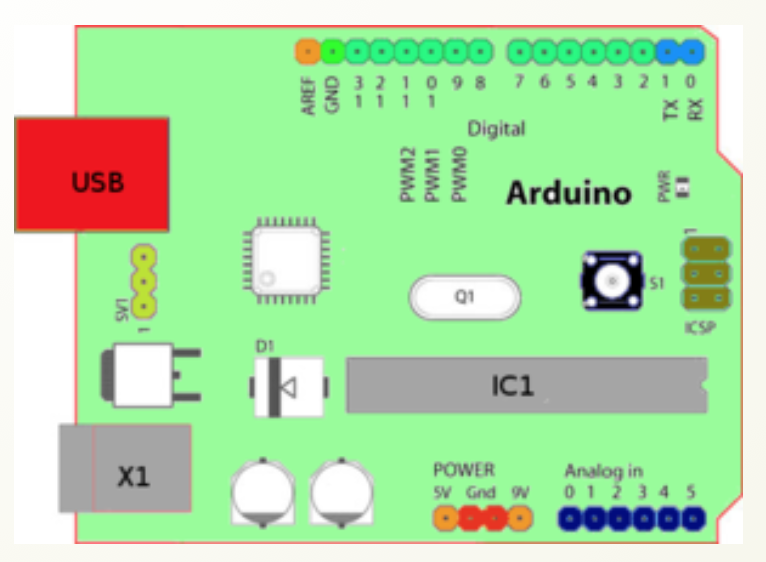 AREF GND 13 12 11 10 9 8 7 6 5 4 3 2 1 0
TX RX
Digital
PWM2 PWM1 PWM0
Arduino
PWR
USB
1
SV1
1
Q1
S1
ICSP
D1
IC1
X1
POWER
5V Gnd 9V
Analog in
0 1 2 3 4 5